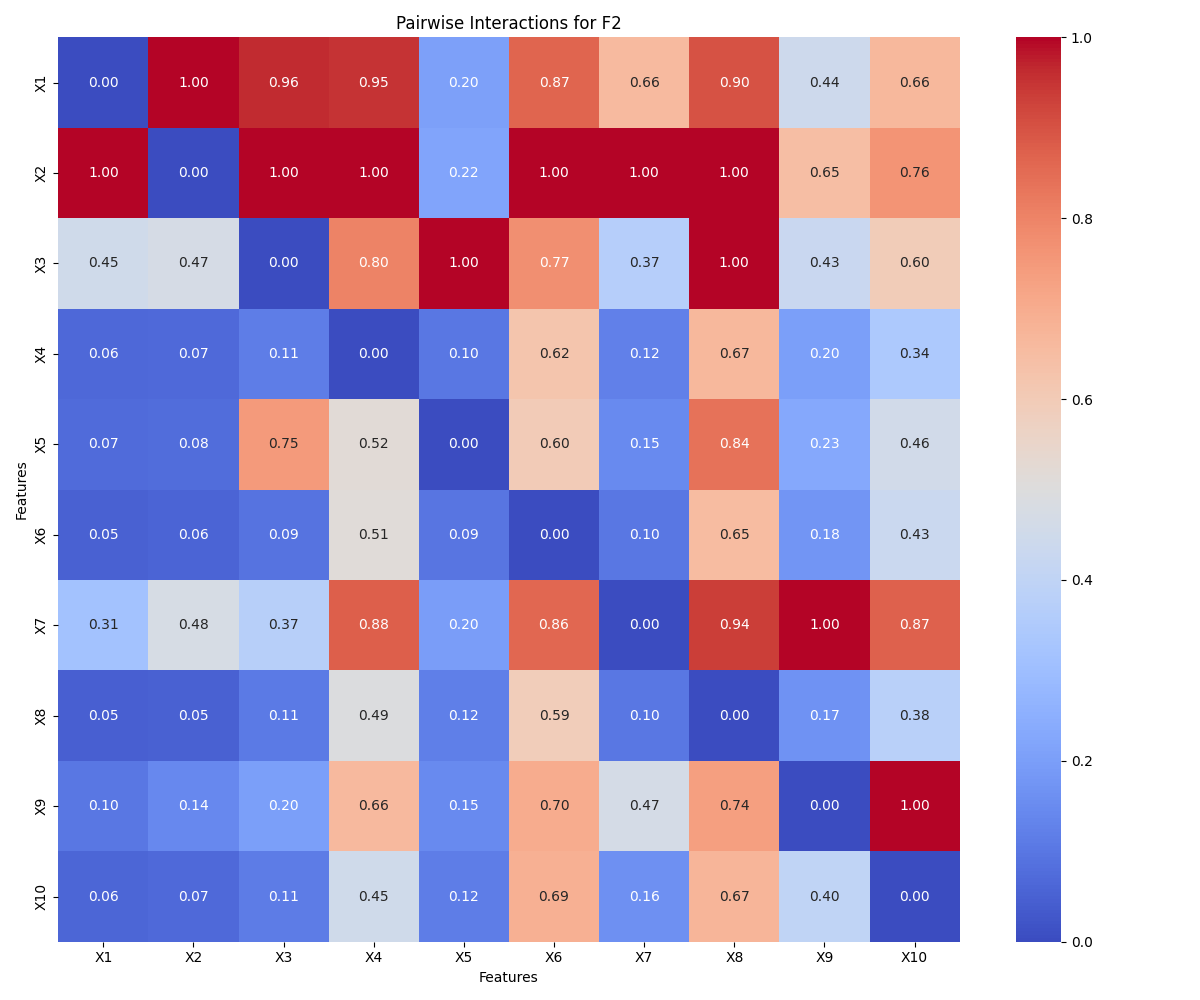 Pairwise Interactions for F2
X1 0.00 1.00 0.96 0.95 0.20 0.87 0.66 0.90 0.44 0.66
X2 1.00 0.00 1.00 1.00 0.22 1.00 1.00 1.00 0.65 0.76
X3 0.45 0.47 0.00 0.80 1.00 0.77 0.37 1.00 0.43 0.60
X4 0.06 0.07 0.11 0.00 0.10 0.62 0.12 0.67 0.20 0.34
X5 0.07 0.08 0.75 0.52 0.00 0.60 0.15 0.84 0.23 0.46
X6 0.05 0.06 0.09 0.51 0.09 0.00 0.10 0.65 0.18 0.43
X7 0.31 0.48 0.37 0.88 0.20 0.86 0.00 0.94 1.00 0.87
X8 0.05 0.05 0.11 0.49 0.12 0.59 0.10 0.00 0.17 0.38
X9 0.10 0.14 0.20 0.66 0.15 0.70 0.47 0.74 0.00 1.00
X10 0.06 0.07 0.11 0.45 0.12 0.69 0.16 0.67 0.40 0.00
X1 X2 X3 X4 X5 X6 X7 X8 X9 X10
Features
Features
1.0
0.8
0.6
0.4
0.2
0.0